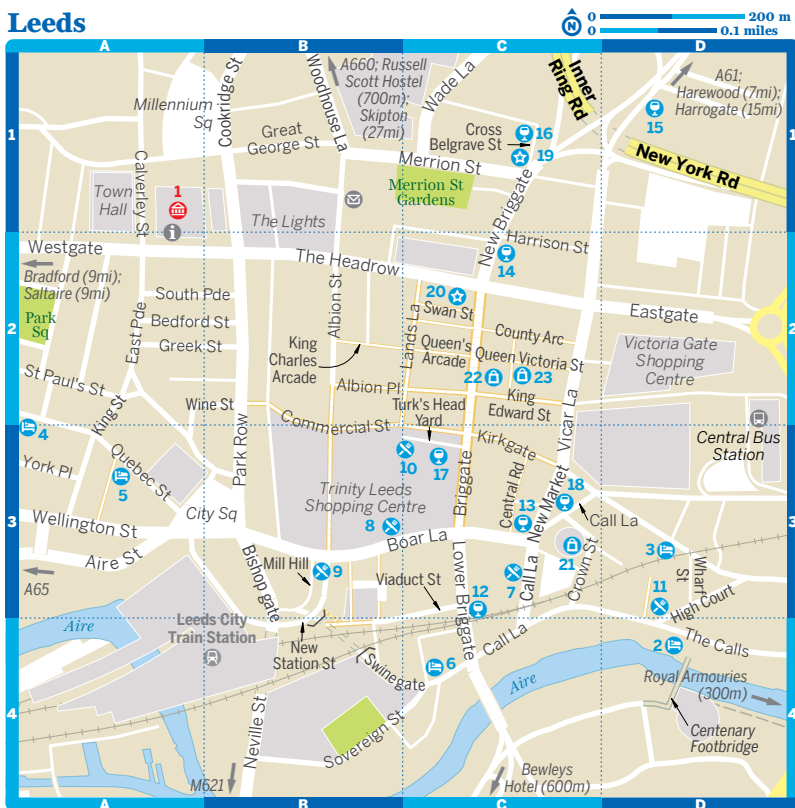 Leeds
N
0 200 m
0 0.1 miles
A
B
C
D
1
2
3
4
1
2
3
4
A
B
C
D
A660; Russell
Scott Hostel
(700m);
Skipton
(27mi)
Woodhouse La
Wade La
Inner
Ring Rd
A61;
Harewood (7mi);
Harrogate (15mi)
Millennium
Sq
Cookridge St
Great
George St
Cross
Belgrave St
16
19
15
Merrion St
New York Rd
Calverley St
Town
Hall
1
i
The Lights
Merrion St
Gardens
New Briggate
Harrison St
14
Westgate
The Headrow
Bradford (9mi);
Saltaire (9mi)
Park
Sq
South Pde
Bedford St
Greek St
East Pde
Albion St
Lands La
20
Swan St
County Arc
Eastgate
King
Charles
Arcade
Queen's
Arcade
Queen Victoria St
22
23
Victoria Gate
Shopping
Centre
St Paul's St
King St
Wine St
Albion Pl
Turk's Head
Yard
King
Edward St
Vicar La
4
Commercial St
Kirkgate
Central Bus
Station
York Pl
Quebec St
5
Park Row
10
17
Briggate
Central Rd
New Market
18
Trinity Leeds
Shopping Centre
City Sq
8
13
Call La
Wellington St
Boar La
Aire St
21
3
A65
Bishop gate
Mill Hill
9
Viaduct St
Lower Briggate
7
Call La
Crown St
Wharf
St
11
High Court
12
Aire
Leeds City
Train Station
New
Station St
Swinegate
6
Call La
2
The Calls
Aire
Royal Armouries
(300m)
Neville St
Sovereign St
Centenary
Footbridge
M621
Bewleys
Hotel (600m)